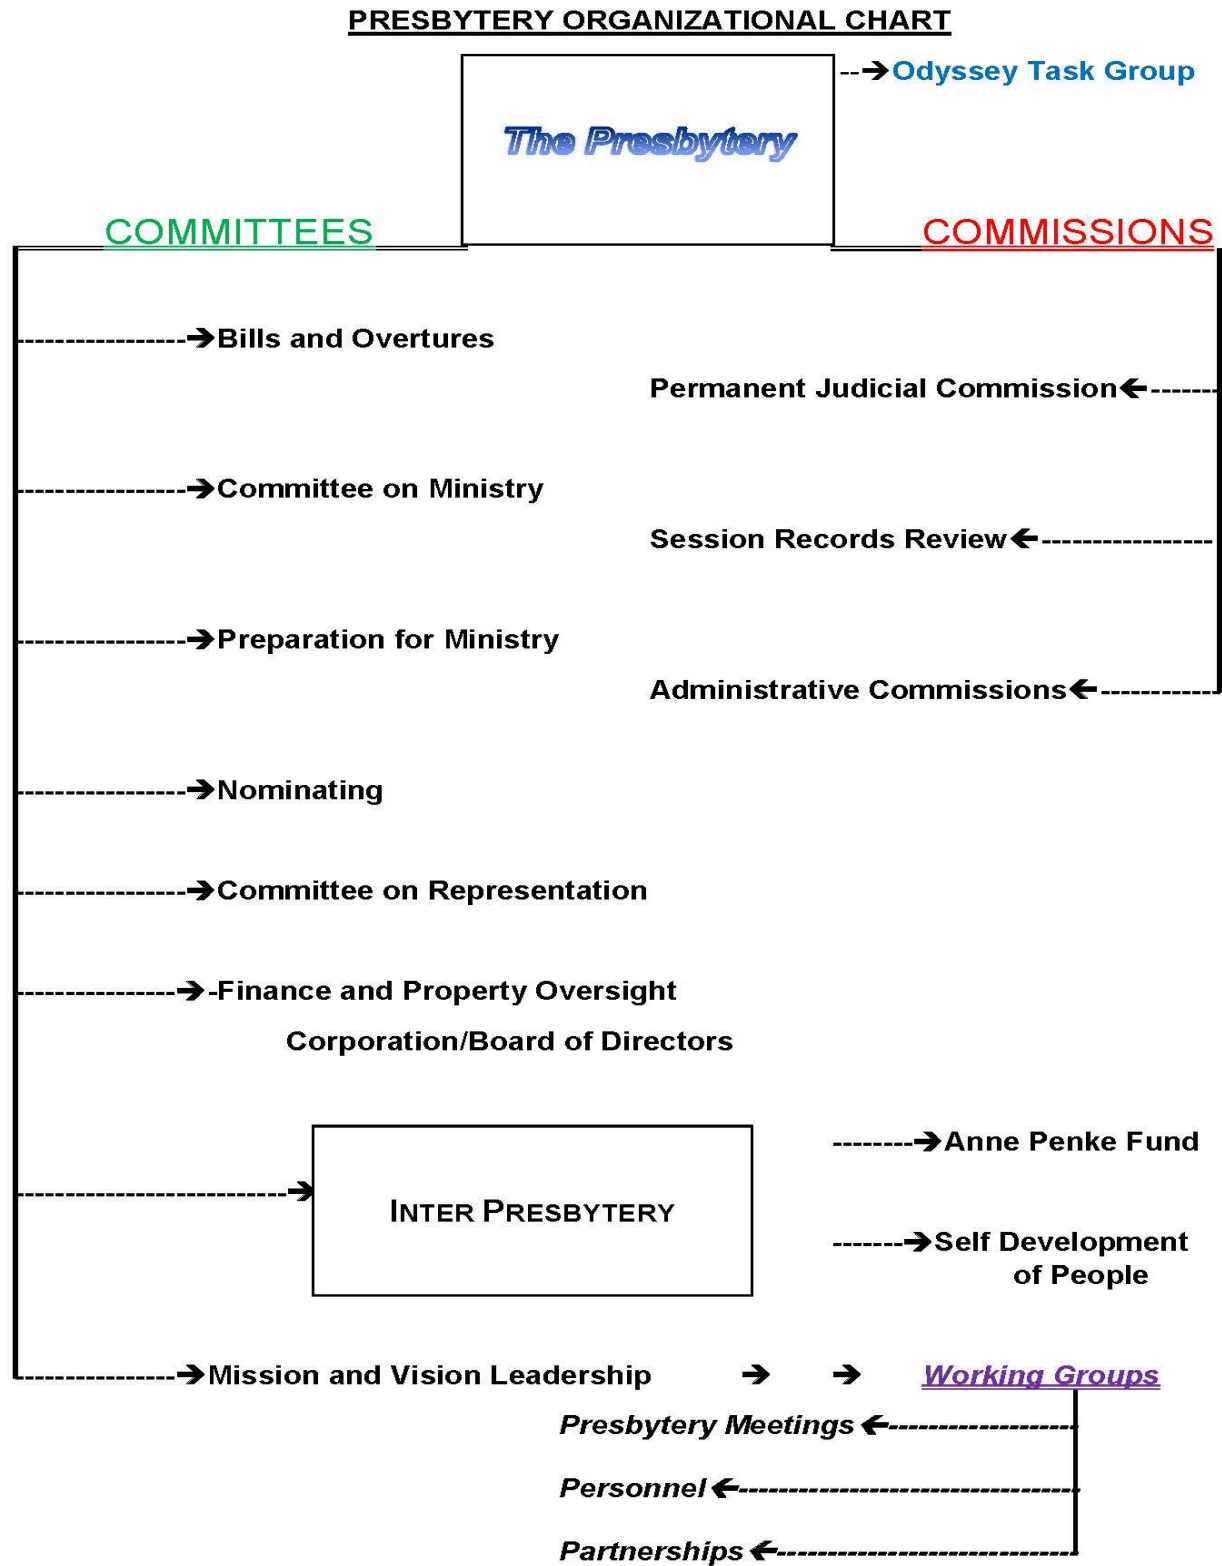 PRESBYTERY ORGANIZATIONAL CHART
Odyssey Task Group
The Presbytery
COMMITTEES
COMMISSIONS
Bills and Overtures
Permanent Judicial Commission
Committee on Ministry
Session Records Review
Preparation for Ministry
Administrative Commissions
Nominating
Committee on Representation
-Finance and Property Oversight
Corporation/Board of Directors
Anne Penke Fund
INTER PRESBYTERY
Self Development
of People
Mission and Vision Leadership
Working Groups
Presbytery Meetings
Personnel
Partnerships